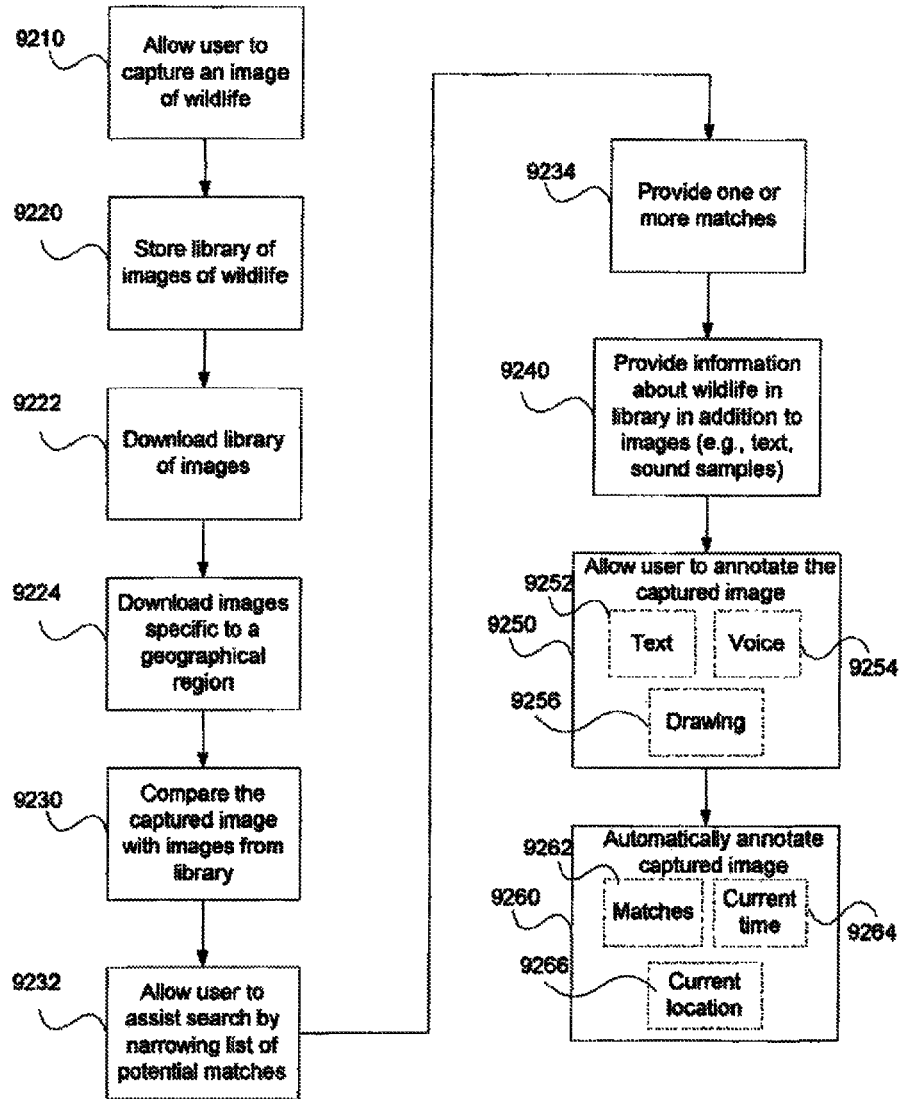 9210
Allow user to
capture an image
of wildlife
9220
Store library of
images of wildlife
9222
Download library
of images
9224
Download images
specific to a
geographical
region
9230
Compare the
captured image
with images from
library
9232
Allow user to
assist search by
narrowing list of
potential matches
9234
Provide one or
more matches
9240
Provide information
about wildlife in
library in addition to
images (e.g., text,
sound samples)
Allow user to annotate the
captured image
9252
9250
Text
Voice
9254
9256
Drawing
Automatically annotate
captured image
9262
9260
Matches
Current
time
9264
9266
Current
location